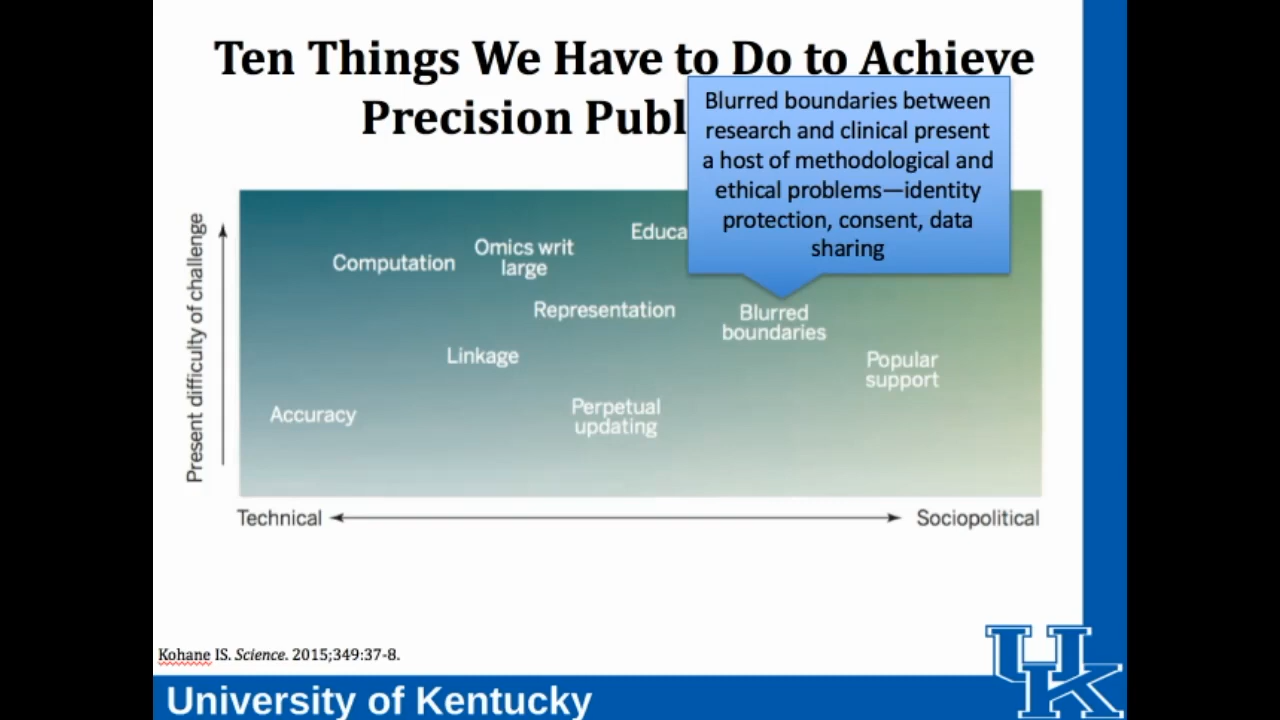 Ten Things We Have to Do to Achieve
Precision Publ
Blurred boundaries between
research and clinical present
a host of methodological and
ethical problems—identity
protection, consent, data
sharing
Present difficulty of challenge
Educa
Computation
Omics writ
large
Representation
Blurred
boundaries
Linkage
Popular
support
Accuracy
Perpetual
updating
Technical
Sociopolitical
Kohane IS. Science. 2015;349:37-8.
University of Kentucky
UK